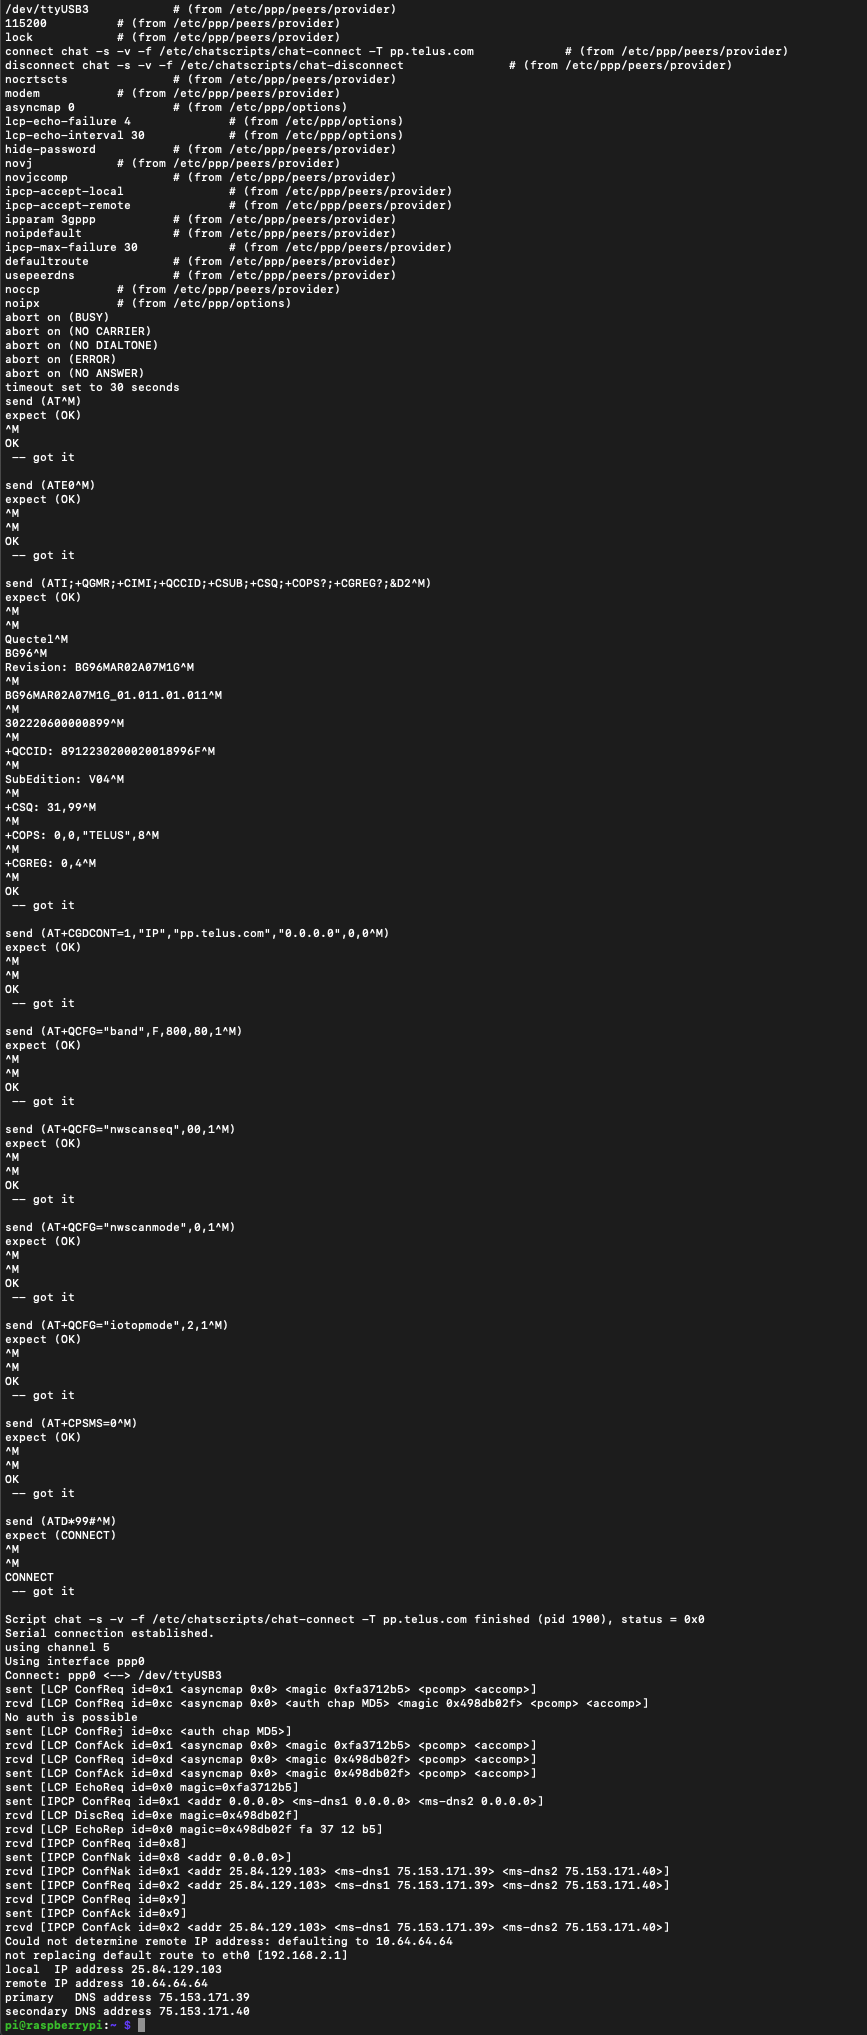 /dev/ttyUSB3            # (from /etc/ppp/peers/provider)
115200          # (from /etc/ppp/peers/provider)
lock            # (from /etc/ppp/peers/provider)
connect chat -s -v -f /etc/chatscripts/chat-connect -T pp.telus.com             # (from /etc/ppp/peers/provider)
disconnect chat -s -v -f /etc/chatscripts/chat-disconnect               # (from /etc/ppp/peers/provider)
nocrtscts               # (from /etc/ppp/peers/provider)
modem           # (from /etc/ppp/peers/provider)
asyncmap 0              # (from /etc/ppp/options)
lcp-echo-failure 4              # (from /etc/ppp/options)
lcp-echo-interval 30            # (from /etc/ppp/options)
hide-password           # (from /etc/ppp/peers/provider)
novj            # (from /etc/ppp/peers/provider)
novjccomp               # (from /etc/ppp/peers/provider)
ipcp-accept-local               # (from /etc/ppp/peers/provider)
ipcp-accept-remote              # (from /etc/ppp/peers/provider)
ipparam 3gppp           # (from /etc/ppp/peers/provider)
noipdefault             # (from /etc/ppp/peers/provider)
ipcp-max-failure 30             # (from /etc/ppp/peers/provider)
defaultroute            # (from /etc/ppp/peers/provider)
usepeerdns              # (from /etc/ppp/peers/provider)
noccp           # (from /etc/ppp/peers/provider)
noipx           # (from /etc/ppp/options)
abort on (BUSY)
abort on (NO CARRIER)
abort on (NO DIALTONE)
abort on (ERROR)
abort on (NO ANSWER)
timeout set to 30 seconds
send (AT^M)
expect (OK)
^M
OK
 -- got it

send (ATE0^M)
expect (OK)
^M
^M
OK
 -- got it

send (ATI;+QGMR;+CIMI;+QCCID;+CSUB;+CSQ;+COPS?;+CGREG?;&D2^M)
expect (OK)
^M
^M
Quectel^M
BG96^M
Revision: BG96MAR02A07M1G^M
^M
BG96MAR02A07M1G_01.011.01.011^M
^M
302220600000899^M
^M
+QCCID: 8912230200020018996F^M
^M
SubEdition: V04^M
^M
+CSQ: 31,99^M
^M
+COPS: 0,0,"TELUS",8^M
^M
+CGREG: 0,4^M
^M
OK
 -- got it

send (AT+CGDCONT=1,"IP","pp.telus.com","0.0.0.0",0,0^M)
expect (OK)
^M
^M
OK
 -- got it

send (AT+QCFG="band",F,800,80,1^M)
expect (OK)
^M
^M
OK
 -- got it

send (AT+QCFG="nwscanseq",00,1^M)
expect (OK)
^M
^M
OK
 -- got it

send (AT+QCFG="nwscanmode",0,1^M)
expect (OK)
^M
^M
OK
 -- got it

send (AT+QCFG="iotopmode",2,1^M)
expect (OK)
^M
^M
OK
 -- got it

send (AT+CPSMS=0^M)
expect (OK)
^M
^M
OK
 -- got it

send (ATD*99#^M)
expect (CONNECT)
^M
^M
CONNECT
 -- got it

Script chat -s -v -f /etc/chatscripts/chat-connect -T pp.telus.com finished (pid 1900), status = 0x0
Serial connection established.
using channel 5
Using interface ppp0
Connect: ppp0 <--> /dev/ttyUSB3
sent [LCP ConfReq id=0x1 <asyncmap 0x0> <magic 0xfa3712b5> <pcomp> <accomp>]
rcvd [LCP ConfReq id=0xc <asyncmap 0x0> <auth chap MD5> <magic 0x498db02f> <pcomp> <accomp>]
No auth is possible
sent [LCP ConfRej id=0xc <auth chap MD5>]
rcvd [LCP ConfAck id=0x1 <asyncmap 0x0> <magic 0xfa3712b5> <pcomp> <accomp>]
rcvd [LCP ConfReq id=0xd <asyncmap 0x0> <magic 0x498db02f> <pcomp> <accomp>]
sent [LCP ConfAck id=0xd <asyncmap 0x0> <magic 0x498db02f> <pcomp> <accomp>]
sent [LCP EchoReq id=0x0 magic=0xfa3712b5]
sent [IPCP ConfReq id=0x1 <addr 0.0.0.0> <ms-dns1 0.0.0.0> <ms-dns2 0.0.0.0>]
rcvd [LCP DiscReq id=0xe magic=0x498db02f]
rcvd [LCP EchoRep id=0x0 magic=0x498db02f fa 37 12 b5]
rcvd [IPCP ConfReq id=0x8]
sent [IPCP ConfNak id=0x8 <addr 0.0.0.0>]
rcvd [IPCP ConfNak id=0x1 <addr 25.84.129.103> <ms-dns1 75.153.171.39> <ms-dns2 75.153.171.40>]
sent [IPCP ConfReq id=0x2 <addr 25.84.129.103> <ms-dns1 75.153.171.39> <ms-dns2 75.153.171.40>]
rcvd [IPCP ConfReq id=0x9]
sent [IPCP ConfAck id=0x9]
rcvd [IPCP ConfAck id=0x2 <addr 25.84.129.103> <ms-dns1 75.153.171.39> <ms-dns2 75.153.171.40>]
Could not determine remote IP address: defaulting to 10.64.64.64
not replacing default route to eth0 [192.168.2.1]
local  IP address 25.84.129.103
remote IP address 10.64.64.64
primary   DNS address 75.153.171.39
secondary DNS address 75.153.171.40
pi@raspberrypi:~ $